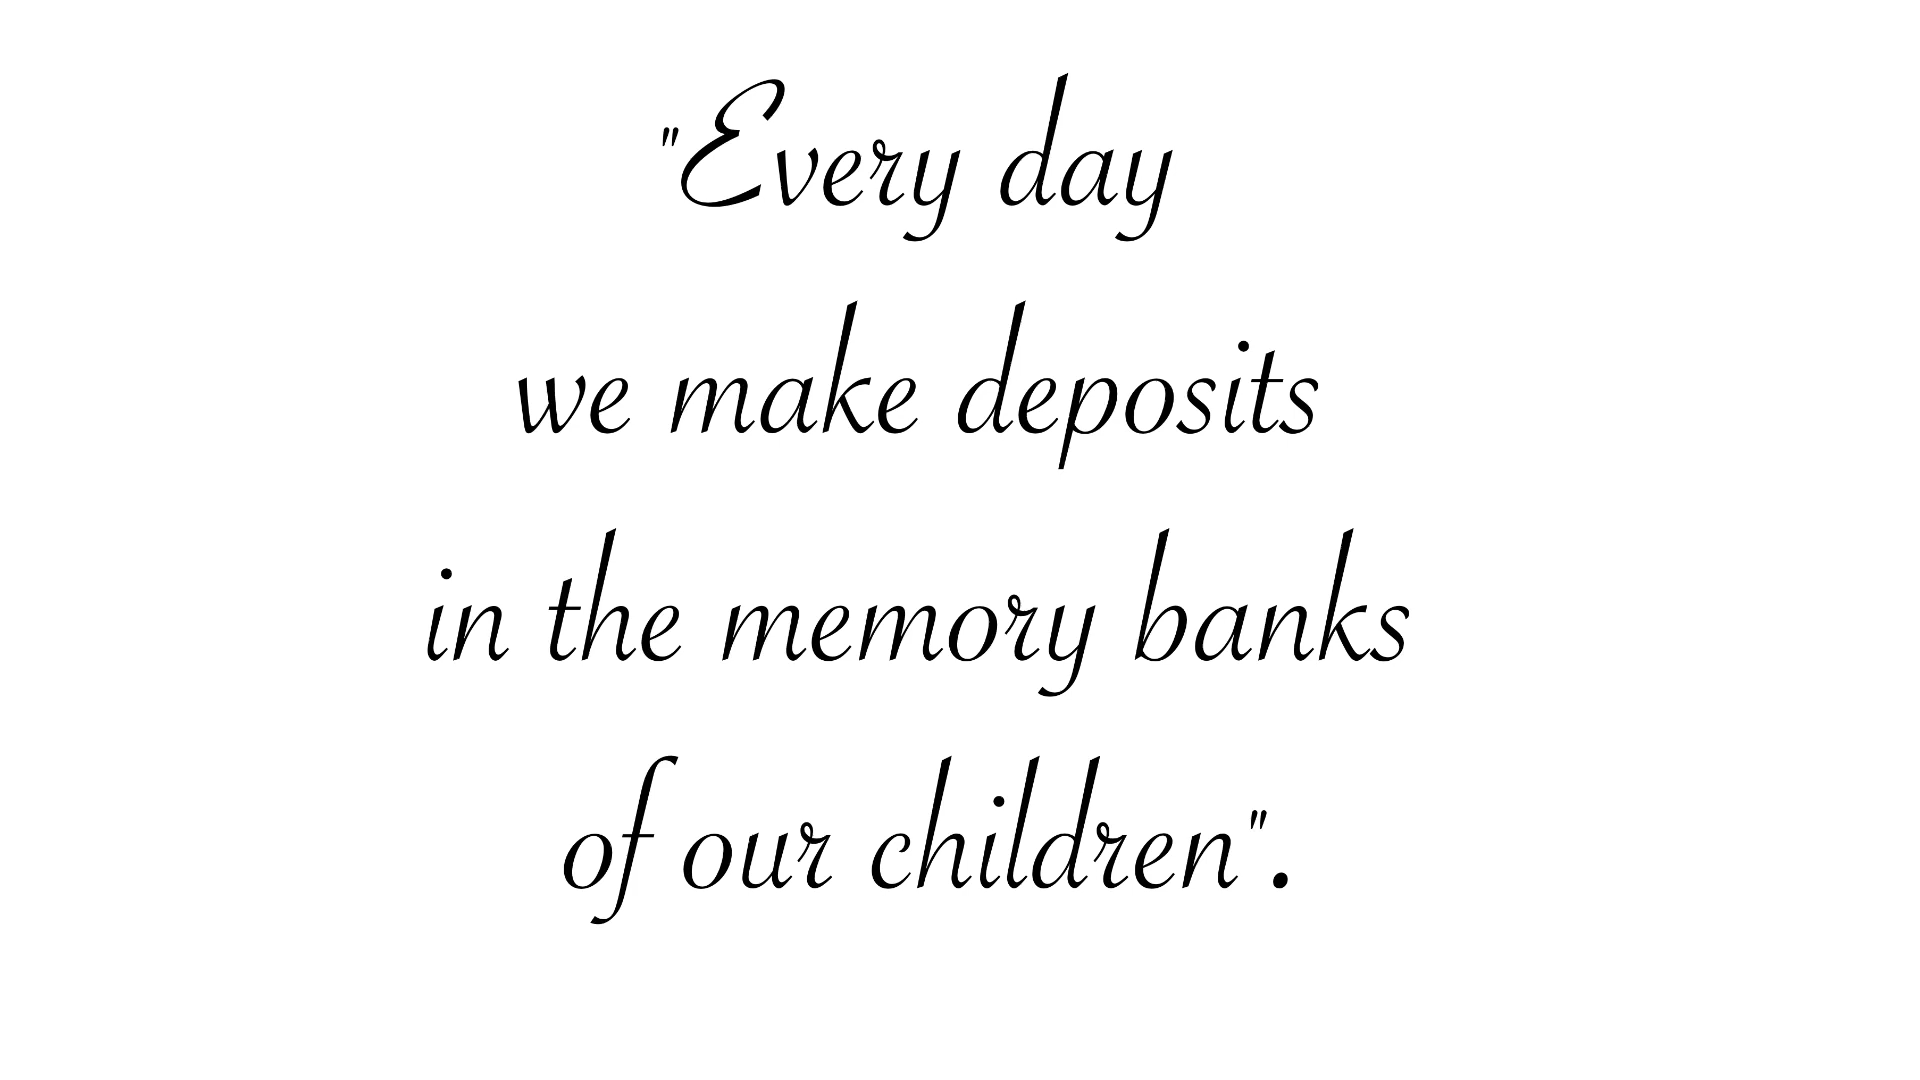 "Every day
we make deposits
in the memory banks
of our children".